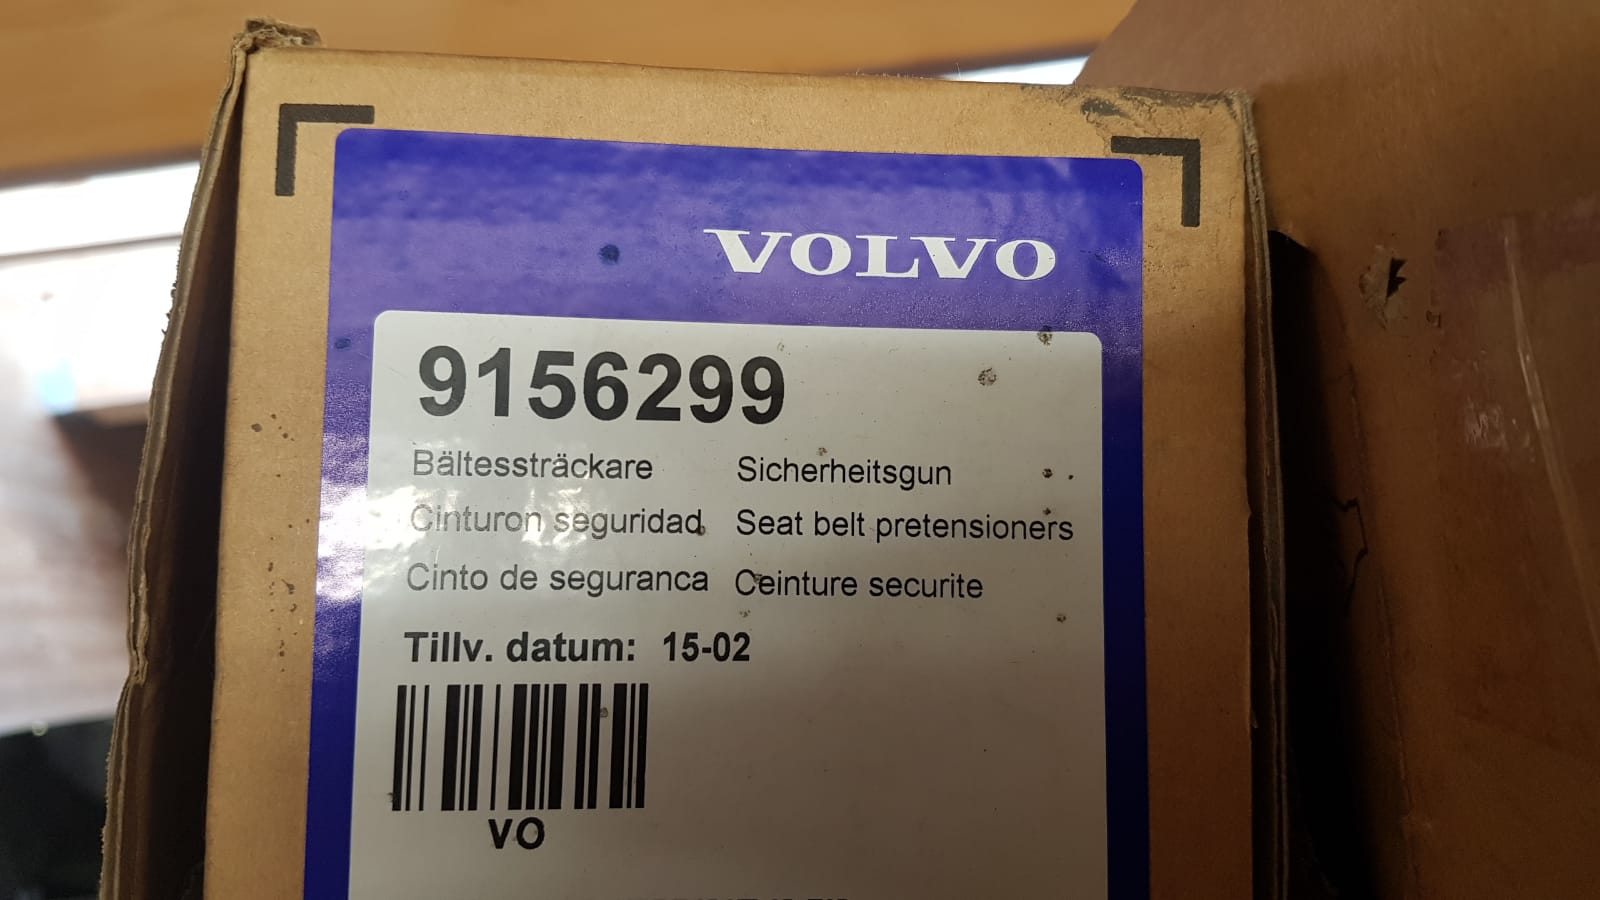 VOLVO
9156299
Bältessträckare Sicherheitsgun
Cinturon seguridad Seat belt pretensioners
Cinto de seguranca Ceinture securite
Tillv. datum: 15-02
VO